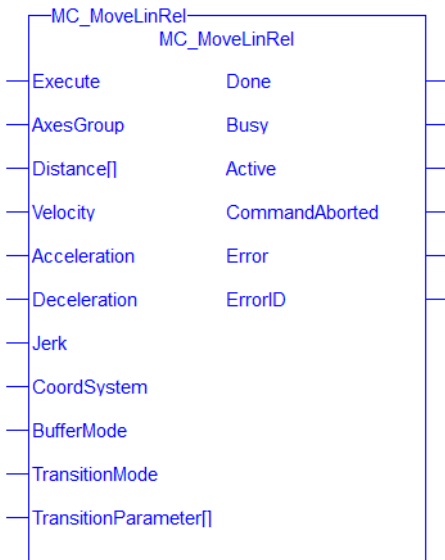 MC_MoveLinRel
MC_MoveLinRel
Execute Done
AxesGroup Busy
Distance[] Active
Velocity CommandAborted
Acceleration Error
Deceleration ErrorID
Jerk
CoordSystem
BufferMode
TransitionMode
TransitionParameter[]